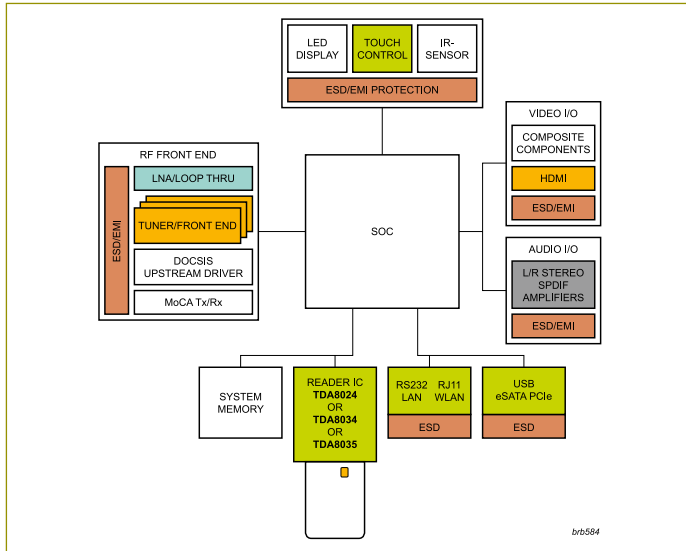 LED
DISPLAY
TOUCH
CONTROL
IR-
SENSOR
ESD/EMI PROTECTION
RF FRONT END
ESD/EMI
LNA/LOOP THRU
TUNER/FRONT END
DOCSIS
UPSTREAM DRIVER
MoCA Tx/Rx
SOC
VIDEO I/O
COMPOSITE
COMPONENTS
HDMI
ESD/EMI
AUDIO I/O
L/R STEREO
SPDIF
AMPLIFIERS
ESD/EMI
SYSTEM
MEMORY
READER IC
TDA8024
OR
TDA8034
OR
TDA8035
RS232 RJ11
LAN WLAN
ESD
USB
eSATA PCIe
ESD
brb584